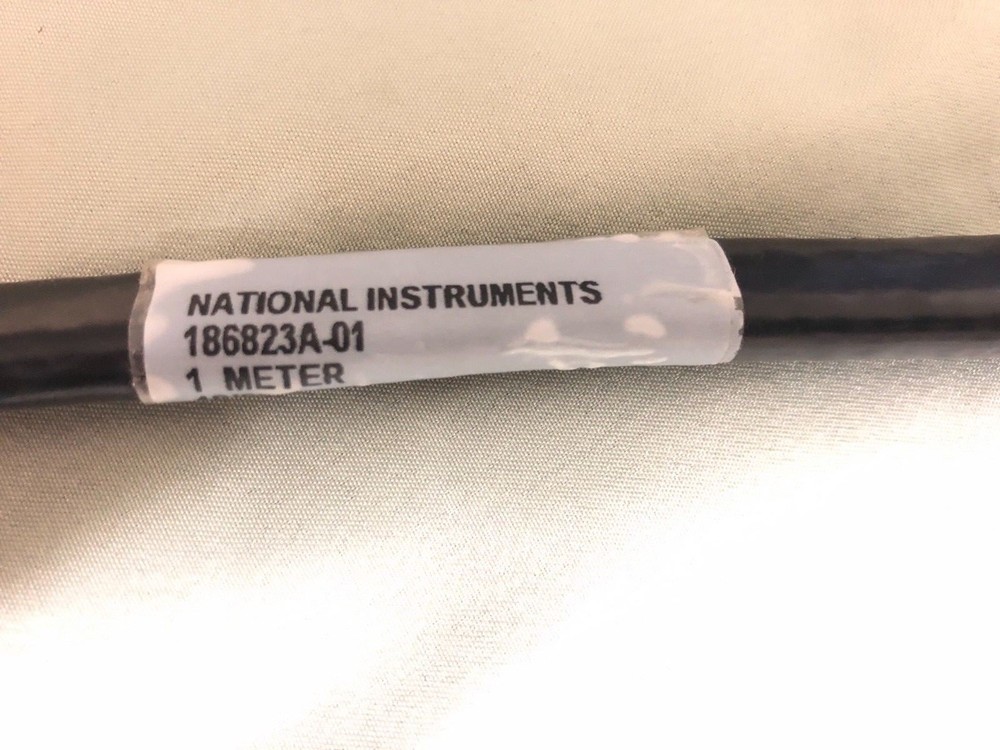 NATIONAL INSTRUMENTS
186823A-01
1 METER